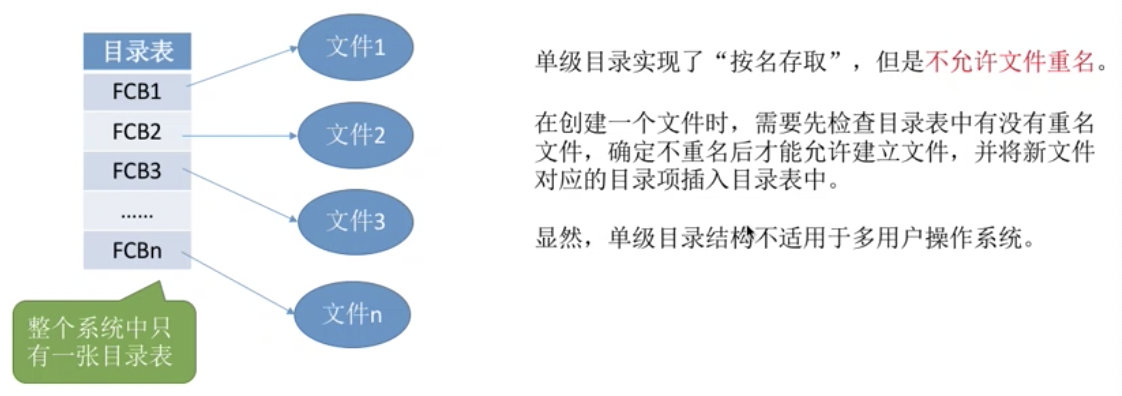 目录表
FCB1
FCB2
FCB3
......
FCBn
整个系统中只
有一张目录表
文件1
文件2
文件3
文件n
单级目录实现了“按名存取”，但是不允许文件重名。
在创建一个文件时，需要先检查目录表中有没有重名
文件，确定不重名后才能允许建立文件，并将新文件
对应的目录项插入目录表中。
显然，单级目录结构不适用于多用户操作系统。